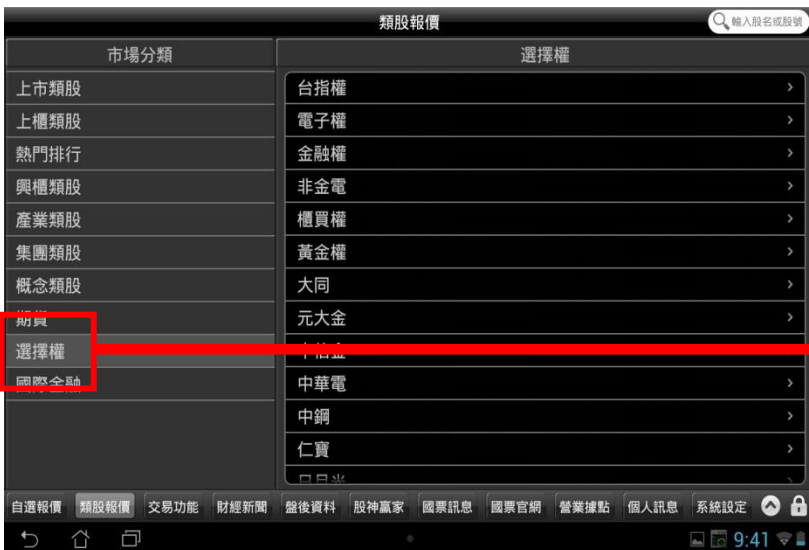 類股報價
輸入股名或股號
市場分類
選擇權
上市類股
上櫃類股
熱門排行
興櫃類股
產業類股
集團類股
概念類股
期貨
選擇權
國際金融
台指權
電子權
金融權
非金電
櫃買權
黃金權
大同
元大金
中華電
中鋼
仁寶
自選報價 類股報價 交易功能 財經新聞 盤後資料 股神贏家 國票訊息 國票官網 營業據點 個人訊息 系統設定
9:41